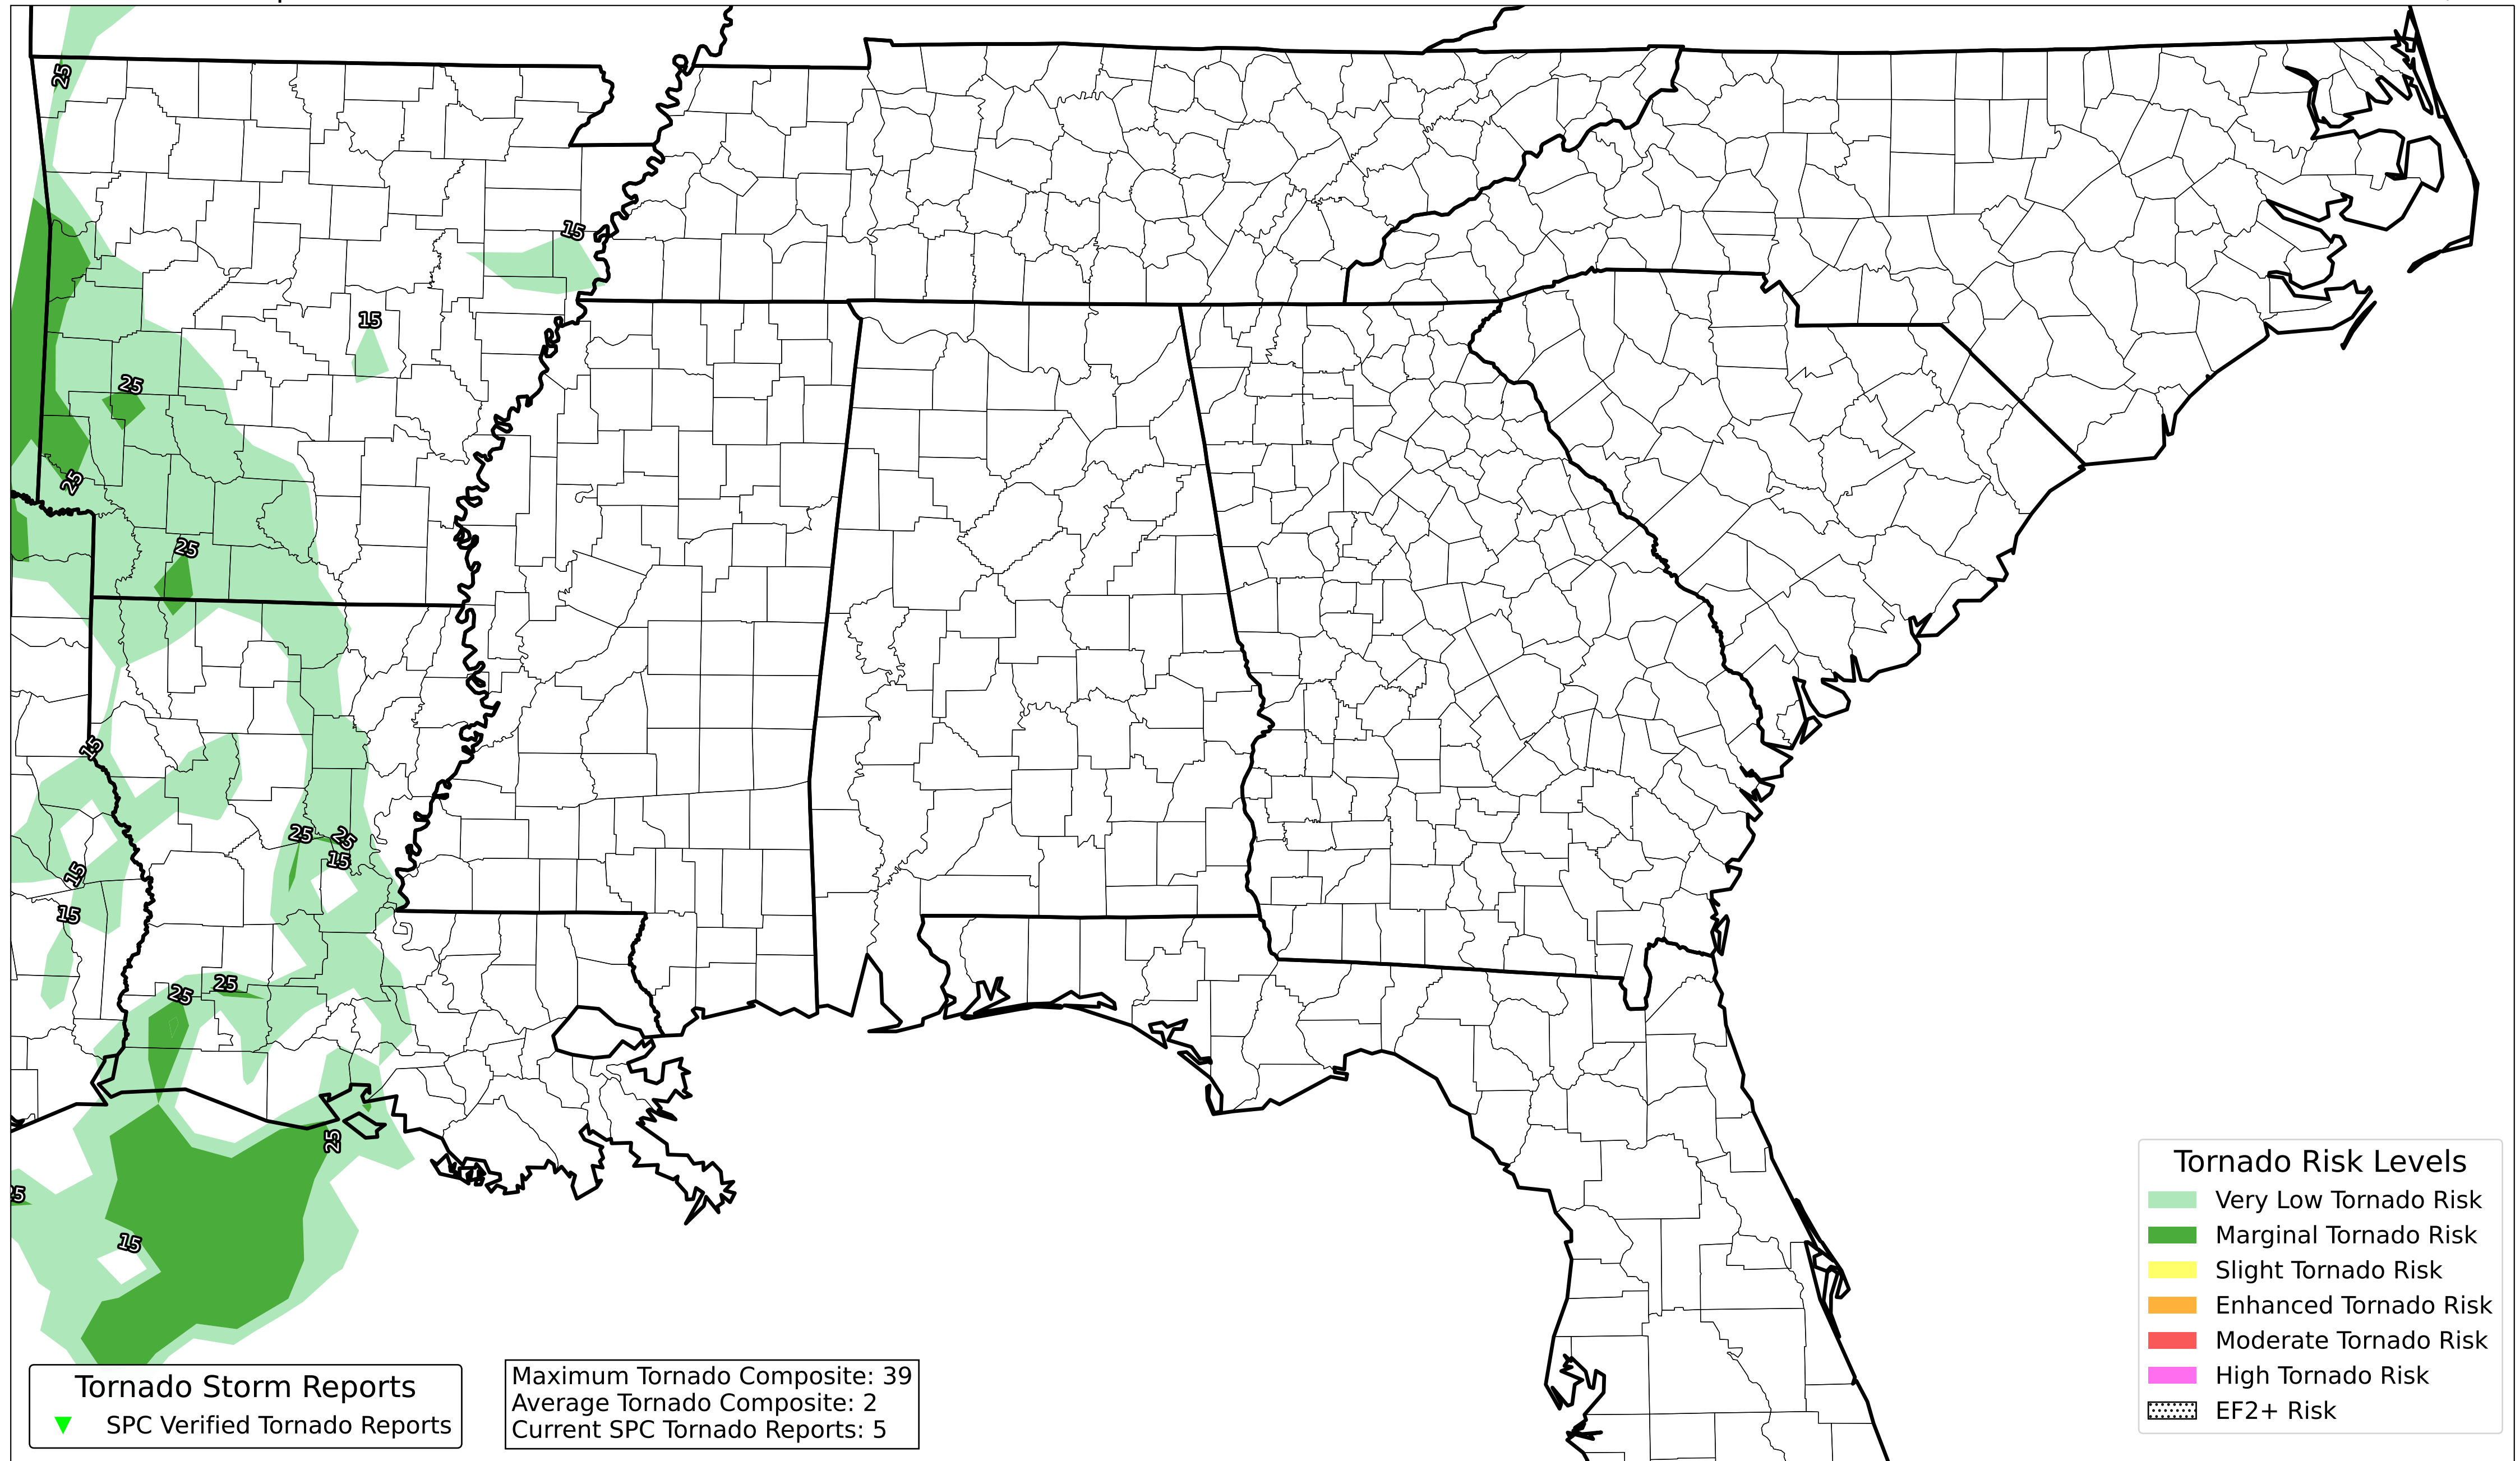 25
15
15
25
25
25
15
25
25
15
15
15
25
25
25
15
Tornado Risk Levels
Very Low Tornado Risk
Marginal Tornado Risk
Slight Tornado Risk
Enhanced Tornado Risk
Moderate Tornado Risk
High Tornado Risk
EF2+ Risk
Tornado Storm Reports
SPC Verified Tornado Reports
Maximum Tornado Composite: 39
Average Tornado Composite: 2
Current SPC Tornado Reports: 5